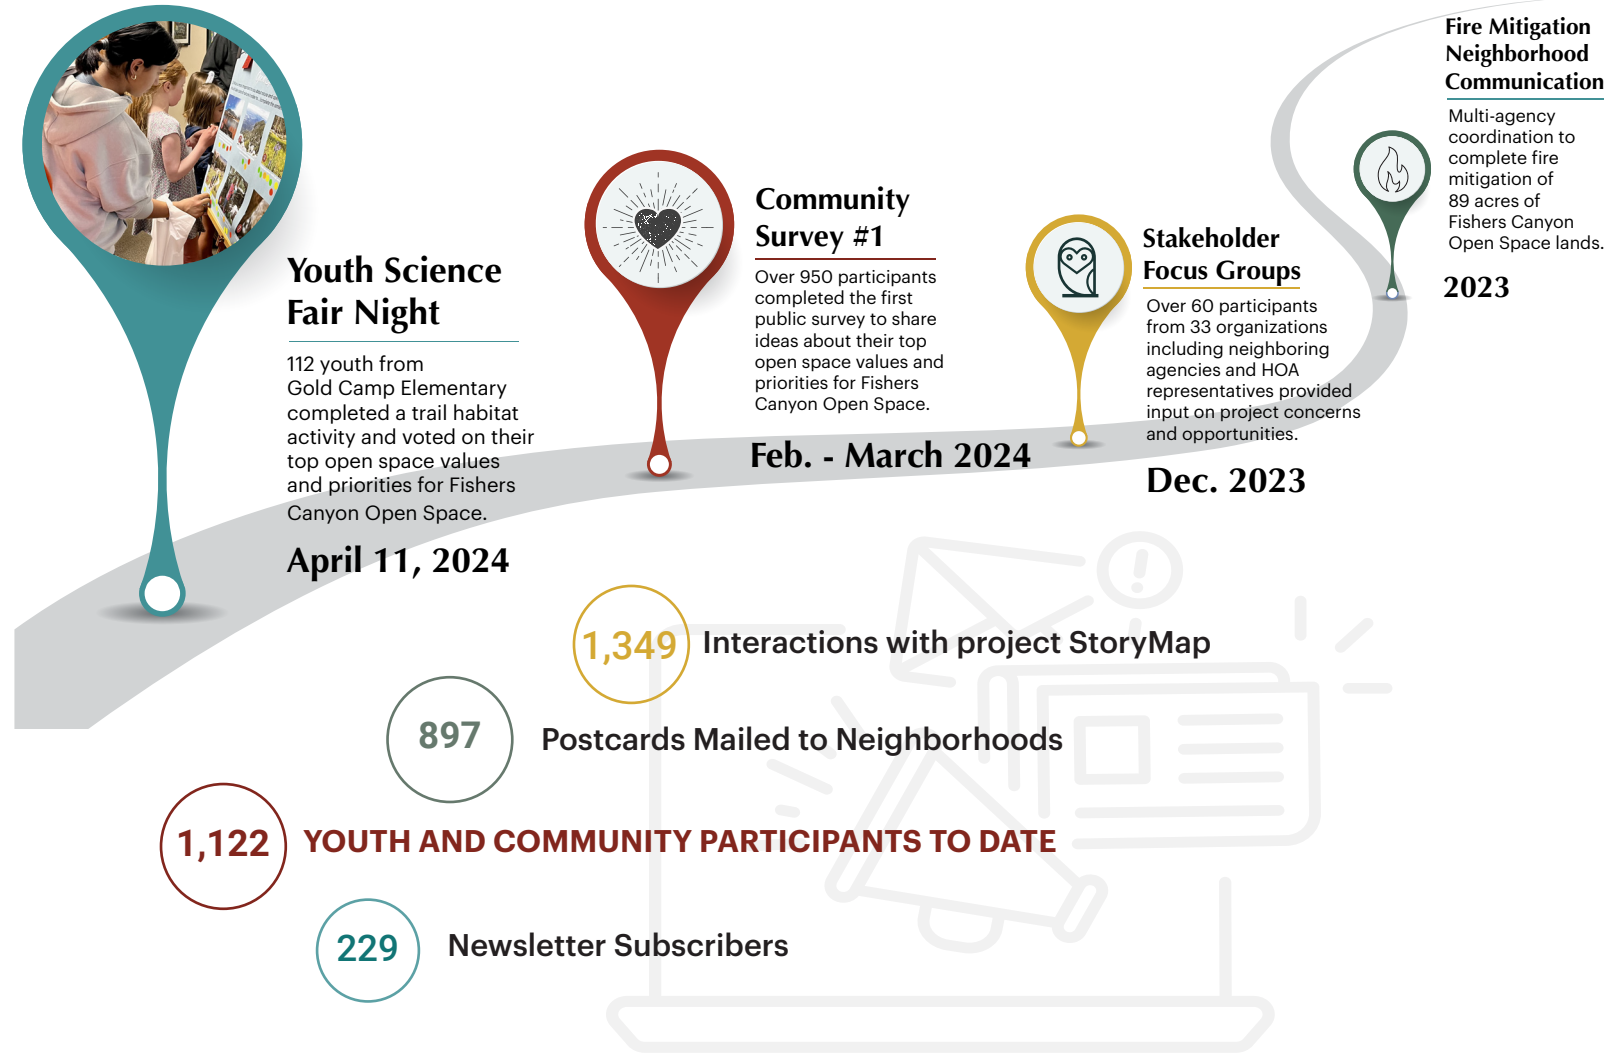 Youth Science
Fair Night
112 youth from
Gold Camp Elementary
completed a trail habitat
activity and voted on their
top open space values
and priorities for Fishers
Canyon Open Space.
April 11, 2024
Community
Survey #1
Over 950 participants
completed the first
public survey to share
ideas about their top
open space values and
priorities for Fishers
Canyon Open Space.
Feb. - March 2024
Stakeholder
Focus Groups
Over 60 participants
from 33 organizations
including neighboring
agencies and HOA
representatives provided
input on project concerns
and opportunities.
Dec. 2023
Fire Mitigation
Neighborhood
Communication
Multi-agency
coordination to
complete fire
mitigation of
89 acres of
Fishers Canyon
Open Space lands.
2023
1,349 Interactions with project StoryMap
897 Postcards Mailed to Neighborhoods
1,122 YOUTH AND COMMUNITY PARTICIPANTS TO DATE
229 Newsletter Subscribers